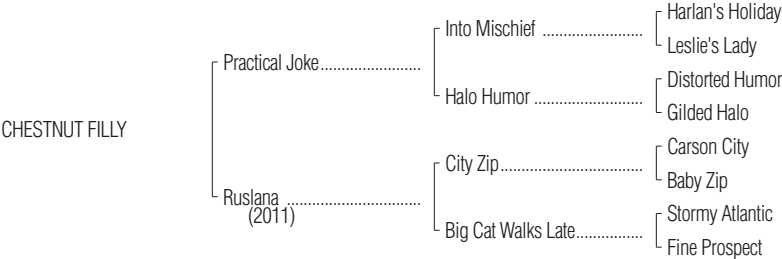 Harlan's Holiday
Into Mischief ........................
Leslie's Lady
Practical Joke........................
Distorted Humor
Halo Humor ..........................
Gilded Halo
CHESTNUT FILLY
Carson City
City Zip..................................
Baby Zip
Ruslana ................................
(2011)
Stormy Atlantic
Big Cat Walks Late................
Fine Prospect